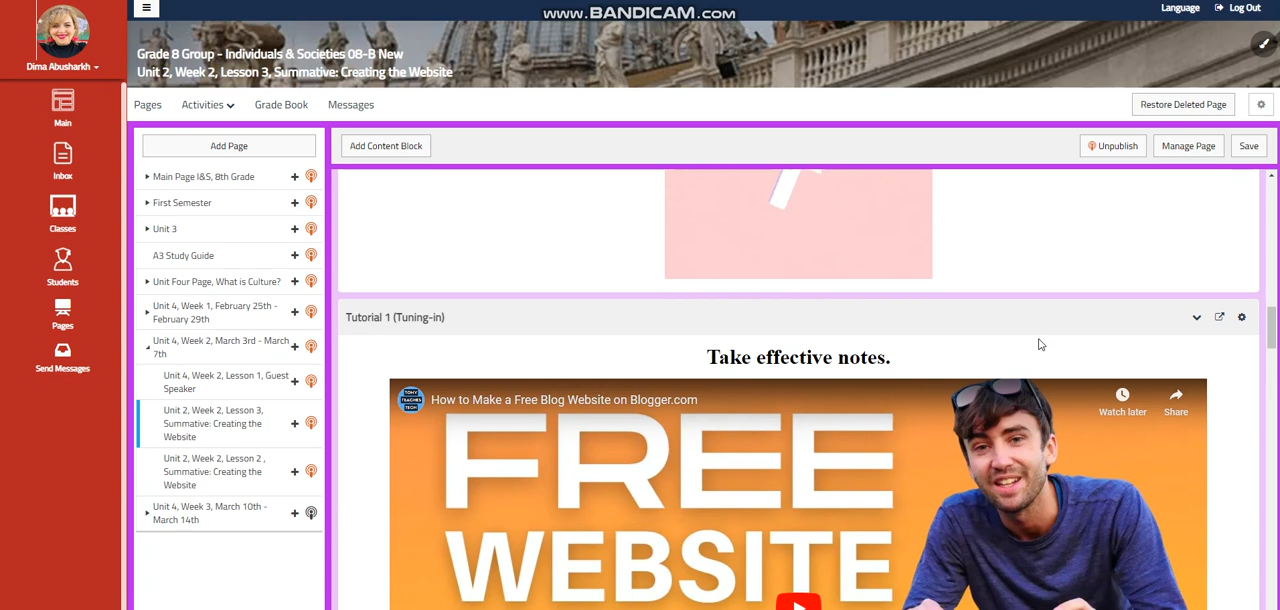 www.BANDICAM.com
Language
Log Out
Dima Abusharkh
Grade 8 Group - Individuals & Societies 08-B New
Unit 2, Week 2, Lesson 3, Summative: Creating the Website
Pages
Activities
Grade Book
Messages
Restore Deleted Page
Main
Inbox
Classes
Students
Pages
Send Messages
Add Page
Main Page I&S, 8th Grade
First Semester
Unit 3
A3 Study Guide
Unit Four Page, What is Culture?
Unit 4, Week 1, February 25th -
February 29th
Unit 4, Week 2, March 3rd - March
7th
Unit 4, Week 2, Lesson 1, Guest
Speaker
Unit 2, Week 2, Lesson 3,
Summative: Creating the
Website
Unit 2, Week 2, Lesson 2 ,
Summative: Creating the
Website
Unit 4, Week 3, March 10th -
March 14th
Add Content Block
Unpublish
Manage Page
Save
Tutorial 1 (Tuning-in)
Take effective notes.
TONY
TEACHES
TECH
How to Make a Free Blog Website on Blogger.com
Watch later
Share
FREE
WEBSITE